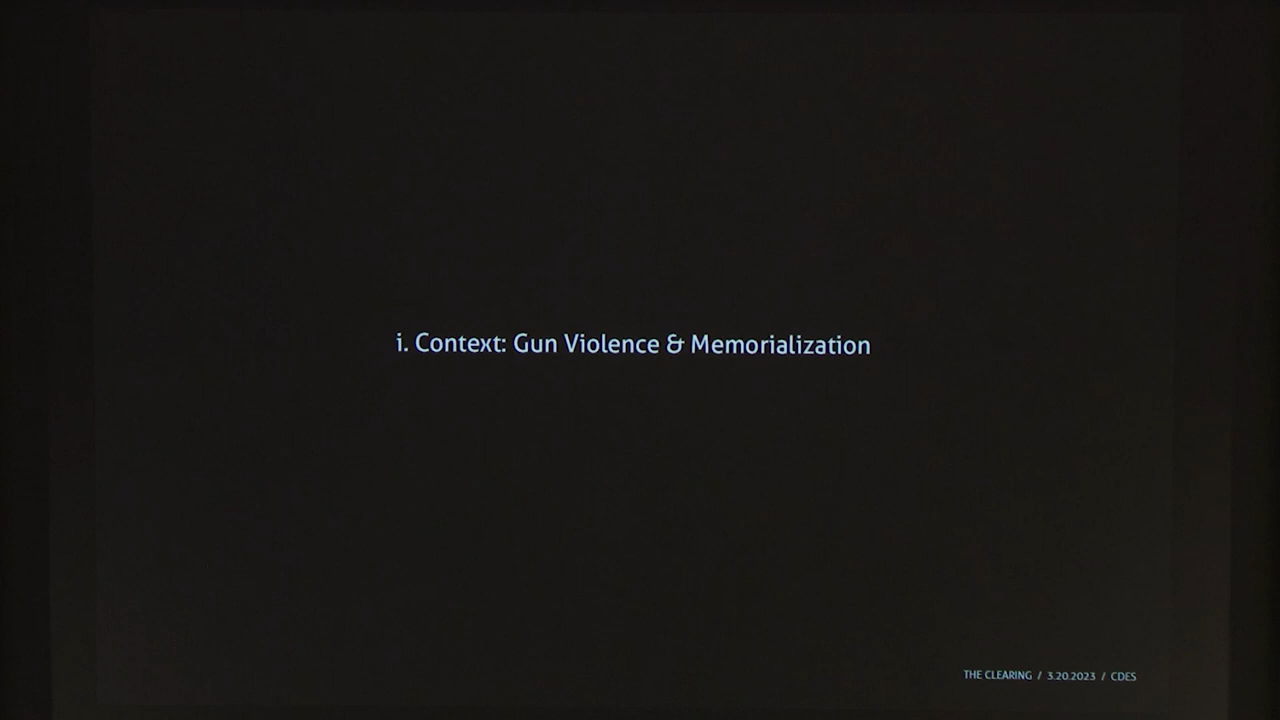 i. Context: Gun Violence & Memorialization
THE CLEARING / 3.20.2023 / CDES